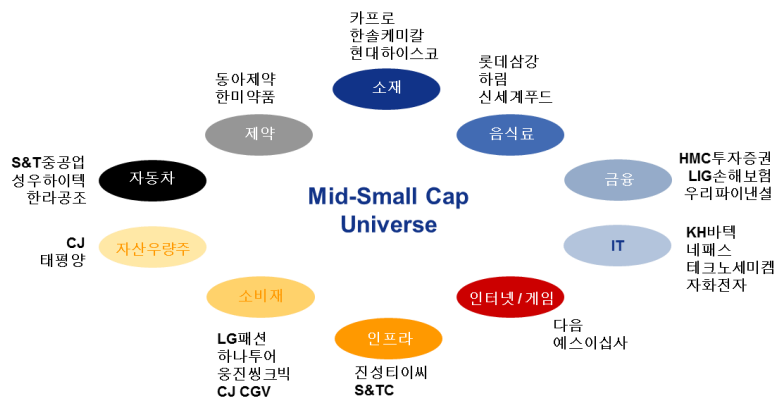 카프로
한솔케미칼
현대하이스코
소재
롯데삼강
하림
신세계푸드
음식료
HMC투자증권
LIG손해보험
우리파이낸셜
금융
KH바텍
네패스
테크노세미켐
자화전자
IT
다음
예스이십사
인터넷/게임
진성티이씨
S&TC
인프라
LG패션
하나투어
웅진씽크빅
CJ CGV
소비재
CJ
태평양
자산우량주
S&T중공업
성우하이텍
한라공조
자동차
동아제약
한미약품
제약
Mid-Small Cap
Universe